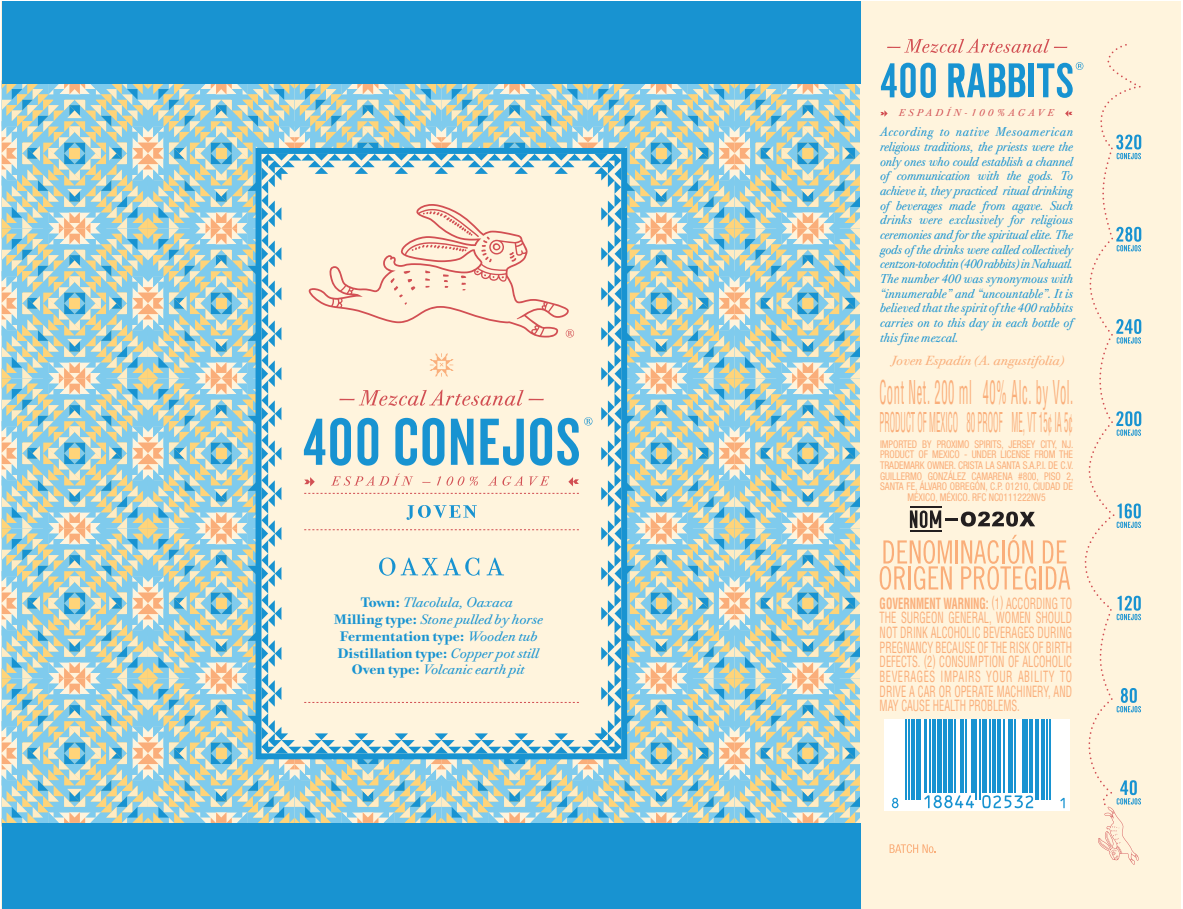 ®
— Mezcal Artesanal —
400 CONEJOS®
ESPADÍN – 100% AGAVE
JOVEN
OAXACA
Town: Tlacolula, Oaxaca
Milling type: Stone pulled by horse
Fermentation type: Wooden tub
Distillation type: Copper pot still
Oven type: Volcanic earth pit
— Mezcal Artesanal —
400 RABBITS®
ESPADÍN-100%AGAVE
According to native Mesoamerican
religious traditions, the priests were the
only ones who could establish a channel
of communication with the gods. To
achieve it, they practiced ritual drinking
of beverages made from agave. Such
drinks were exclusively for religious
ceremonies and for the spiritual elite. The
gods of the drinks were called collectively
centzon-totochtin (400 rabbits) in Nahuatl.
The number 400 was synonymous with
“innumerable” and “uncountable”. It is
believed that the spirit of the 400 rabbits
carries on to this day in each bottle of
this fine mezcal.
Joven Espadín (A. angustifolia)
Cont Net. 200 ml 40% Alc. by Vol.
PRODUCT OF MEXICO 80 PROOF ME, VT 15¢ IA 5¢
IMPORTED BY PROXIMO SPIRITS, JERSEY CITY, NJ.
PRODUCT OF MEXICO - UNDER LICENSE FROM THE
TRADEMARK OWNER. CRISTA LA SANTA S.A.P.I. DE C.V.
GUILLERMO GONZÁLEZ CAMARENA #800, PISO 2,
SANTA FE, ÁLVARO OBREGÓN, C.P. 01210, CIUDAD DE
MÉXICO, MÉXICO. RFC NC0111222NV5
NOM-O220X
DENOMINACIÓN DE
ORIGEN PROTEGIDA
GOVERNMENT WARNING: (1) ACCORDING TO
THE SURGEON GENERAL, WOMEN SHOULD
NOT DRINK ALCOHOLIC BEVERAGES DURING
PREGNANCY BECAUSE OF THE RISK OF BIRTH
DEFECTS. (2) CONSUMPTION OF ALCOHOLIC
BEVERAGES IMPAIRS YOUR ABILITY TO
DRIVE A CAR OR OPERATE MACHINERY, AND
MAY CAUSE HEALTH PROBLEMS.
8 18844 02532 1
BATCH No.
320
CONEJOS
280
CONEJOS
240
CONEJOS
200
CONEJOS
160
CONEJOS
120
CONEJOS
80
CONEJOS
40
CONEJOS